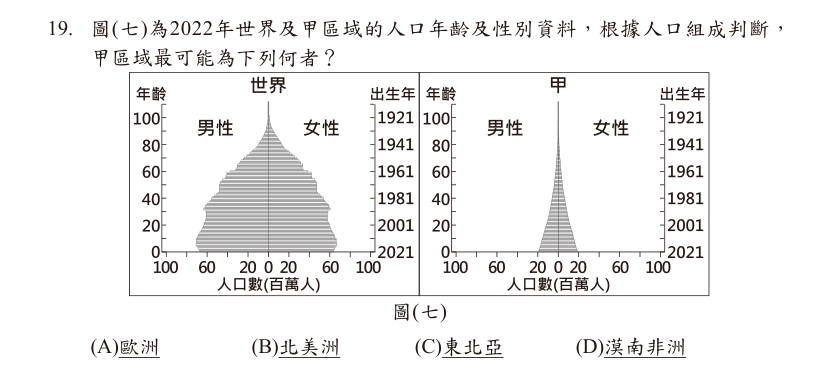 19. 圖(七)為2022年世界及甲區域的人口年齡及性別資料，根據人口組成判斷，
甲區域最可能為下列何者？
世界
年齡 出生年
男性 女性
100 1921
80 1941
60 1961
40 1981
20 2001
0 2021
100 60 20 0 20 60 100
人口數(百萬人)
甲
年齡 出生年
男性 女性
100 1921
80 1941
60 1961
40 1981
20 2001
0 2021
100 60 20 0 20 60 100
人口數(百萬人)
圖(七)
(A)歐洲 (B)北美洲 (C)東北亞 (D)漠南非洲